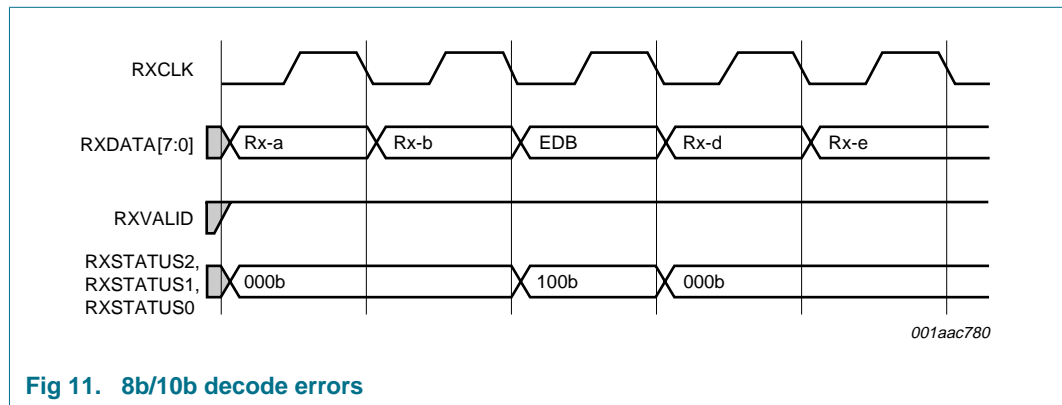 RXCLK
RXDATA[7:0]
Rx-a
Rx-b
EDB
Rx-d
Rx-e
RXVALID
RXSTATUS2,
RXSTATUS1,
RXSTATUS0
000b
100b
000b
001aac780
Fig 11. 8b/10b decode errors